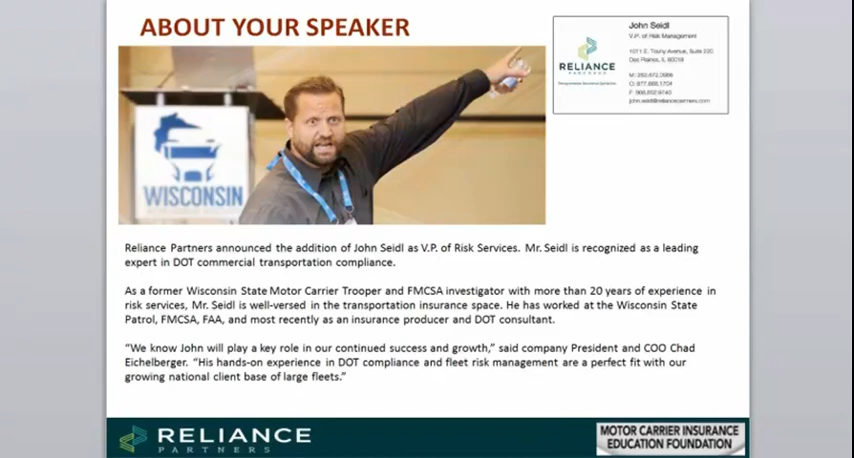 ABOUT YOUR SPEAKER
John Seidl
V.P. of Risk Management
Des Plaines, IL 60018
RELIANCE
PARTNERS
WISCONSIN
Reliance Partners announced the addition of John Seidl as V.P. of Risk Services. Mr. Seidl is recognized as a leading
expert in DOT commercial transportation compliance.
As a former Wisconsin State Motor Carrier Trooper and FMCSA investigator with more than 20 years of experience in
risk services, Mr. Seidl is well-versed in the transportation insurance space. He has worked at the Wisconsin State
Patrol, FMCSA, FAA, and most recently as an insurance producer and DOT consultant.
“We know John will play a key role in our continued success and growth,” said company President and COO Chad
Eichelberger. “His hands-on experience in DOT compliance and fleet risk management are a perfect fit with our
growing national client base of large fleets.”
RELIANCE
PARTNERS
MOTOR CARRIER INSURANCE
EDUCATION FOUNDATION